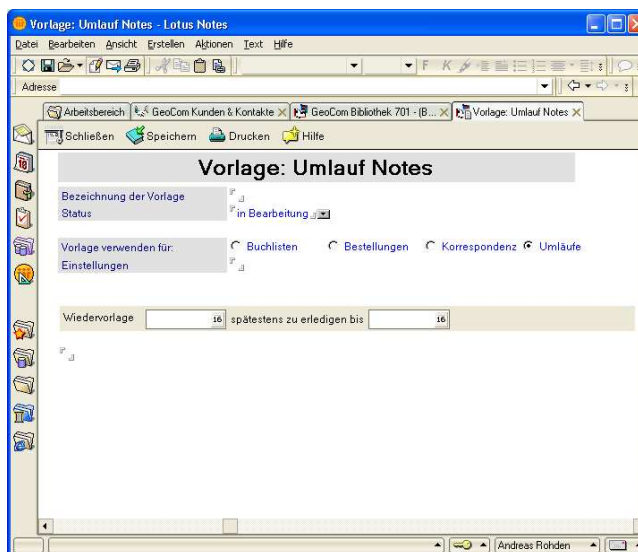 Vorlage: Umlauf Notes - Lotus Notes
Datei Bearbeiten Ansicht Erstellen Aktionen Text Hilfe
F K
Adresse
Arbeitsbereich GeoCom Kunden & Kontakte GeoCom Bibliothek 701 - (B... Vorlage: Umlauf Notes
Schließen Speichern Drucken Hilfe
Vorlage: Umlauf Notes
Bezeichnung der Vorlage
Status in Bearbeitung
Vorlage verwenden für: Buchlisten Bestellungen Korrespondenz Umläufe
Einstellungen
Wiedervorlage 16 spätestens zu erledigen bis 16
Andreas Rohden